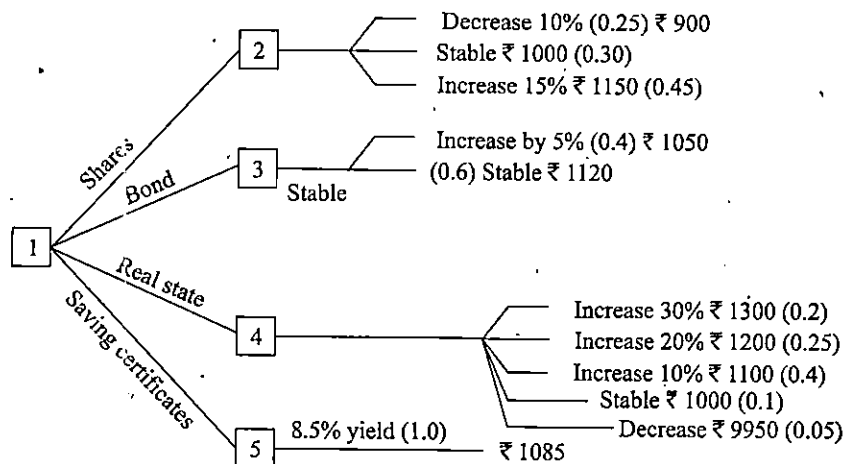 Decrease 10% (0.25) ₹ 900
2
Stable ₹ 1000 (0.30)
Increase 15% ₹ 1150 (0.45)
Shares
Increase by 5% (0.4) ₹ 1050
Bond
3
(0.6) Stable ₹ 1120
Stable
1
Real state
Increase 30% ₹ 1300 (0.2)
4
Increase 20% ₹ 1200 (0.25)
Increase 10% ₹ 1100 (0.4)
Saving certificates
Stable ₹ 1000 (0.1)
8.5% yield (1.0)
Decrease ₹ 9950 (0.05)
5
₹ 1085